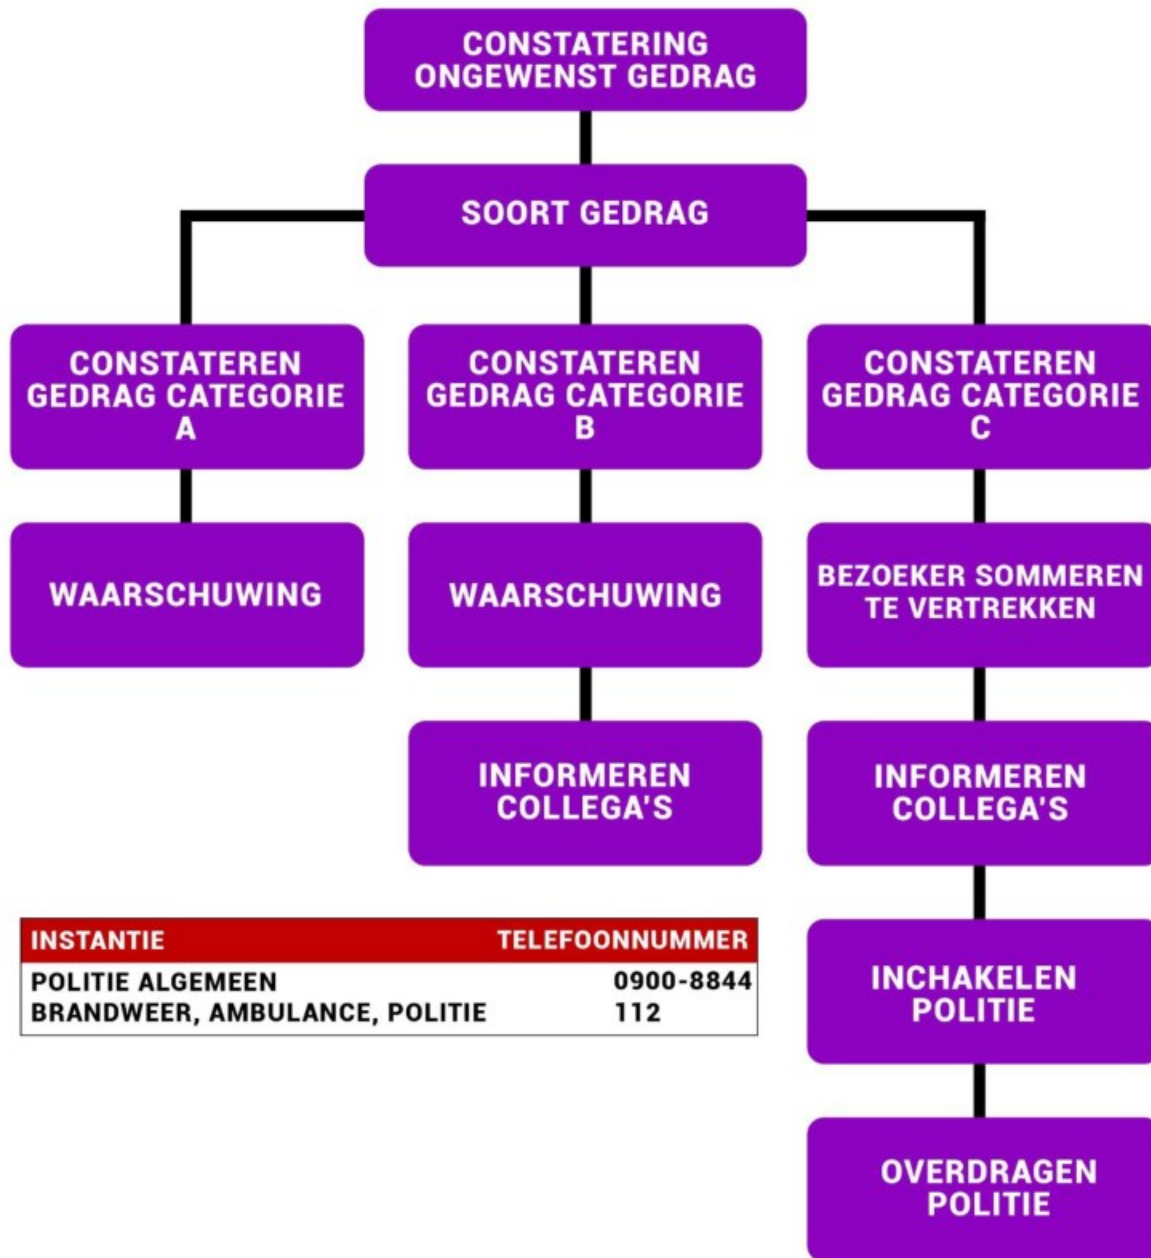 CONSTATERING
ONGEWENST GEDRAG
SOORT GEDRAG
CONSTATEREN
GEDRAG CATEGORIE
A
CONSTATEREN
GEDRAG CATEGORIE
B
CONSTATEREN
GEDRAG CATEGORIE
C
WAARSCHUWING
WAARSCHUWING
BEZOEKER SOMMEREN
TE VERTREKKEN
INFORMEREN
COLLEGA'S
INFORMEREN
COLLEGA'S
INSTANTIE TELEFOONNUMMER
POLITIE ALGEMEEN 0900-8844
BRANDWEER, AMBULANCE, POLITIE 112
INCHAKELEN
POLITIE
OVERDRAGEN
POLITIE